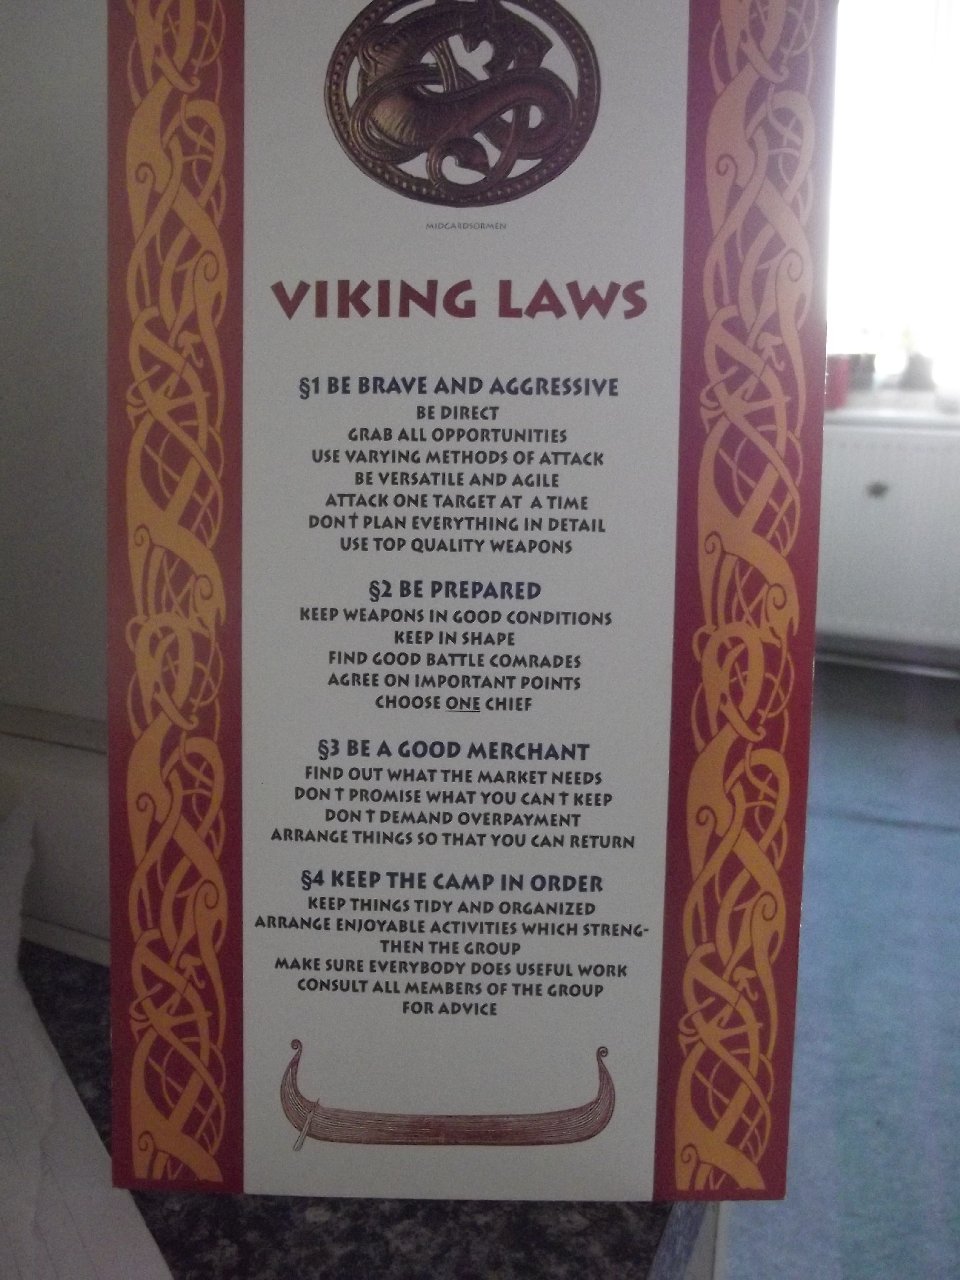 MIDGARDSORMEN
VIKING LAWS
§1 BE BRAVE AND AGGRESSIVE
BE DIRECT
GRAB ALL OPPORTUNITIES
USE VARYING METHODS OF ATTACK
BE VERSATILE AND AGILE
ATTACK ONE TARGET AT A TIME
DON'T PLAN EVERYTHING IN DETAIL
USE TOP QUALITY WEAPONS
§2 BE PREPARED
KEEP WEAPONS IN GOOD CONDITIONS
KEEP IN SHAPE
FIND GOOD BATTLE COMRADES
AGREE ON IMPORTANT POINTS
CHOOSE ONE CHIEF
§3 BE A GOOD MERCHANT
FIND OUT WHAT THE MARKET NEEDS
DON'T PROMISE WHAT YOU CAN'T KEEP
DON'T DEMAND OVERPAYMENT
ARRANGE THINGS SO THAT YOU CAN RETURN
§4 KEEP THE CAMP IN ORDER
KEEP THINGS TIDY AND ORGANIZED
ARRANGE ENJOYABLE ACTIVITIES WHICH STRENG-
THEN THE GROUP
MAKE SURE EVERYBODY DOES USEFUL WORK
CONSULT ALL MEMBERS OF THE GROUP
FOR ADVICE